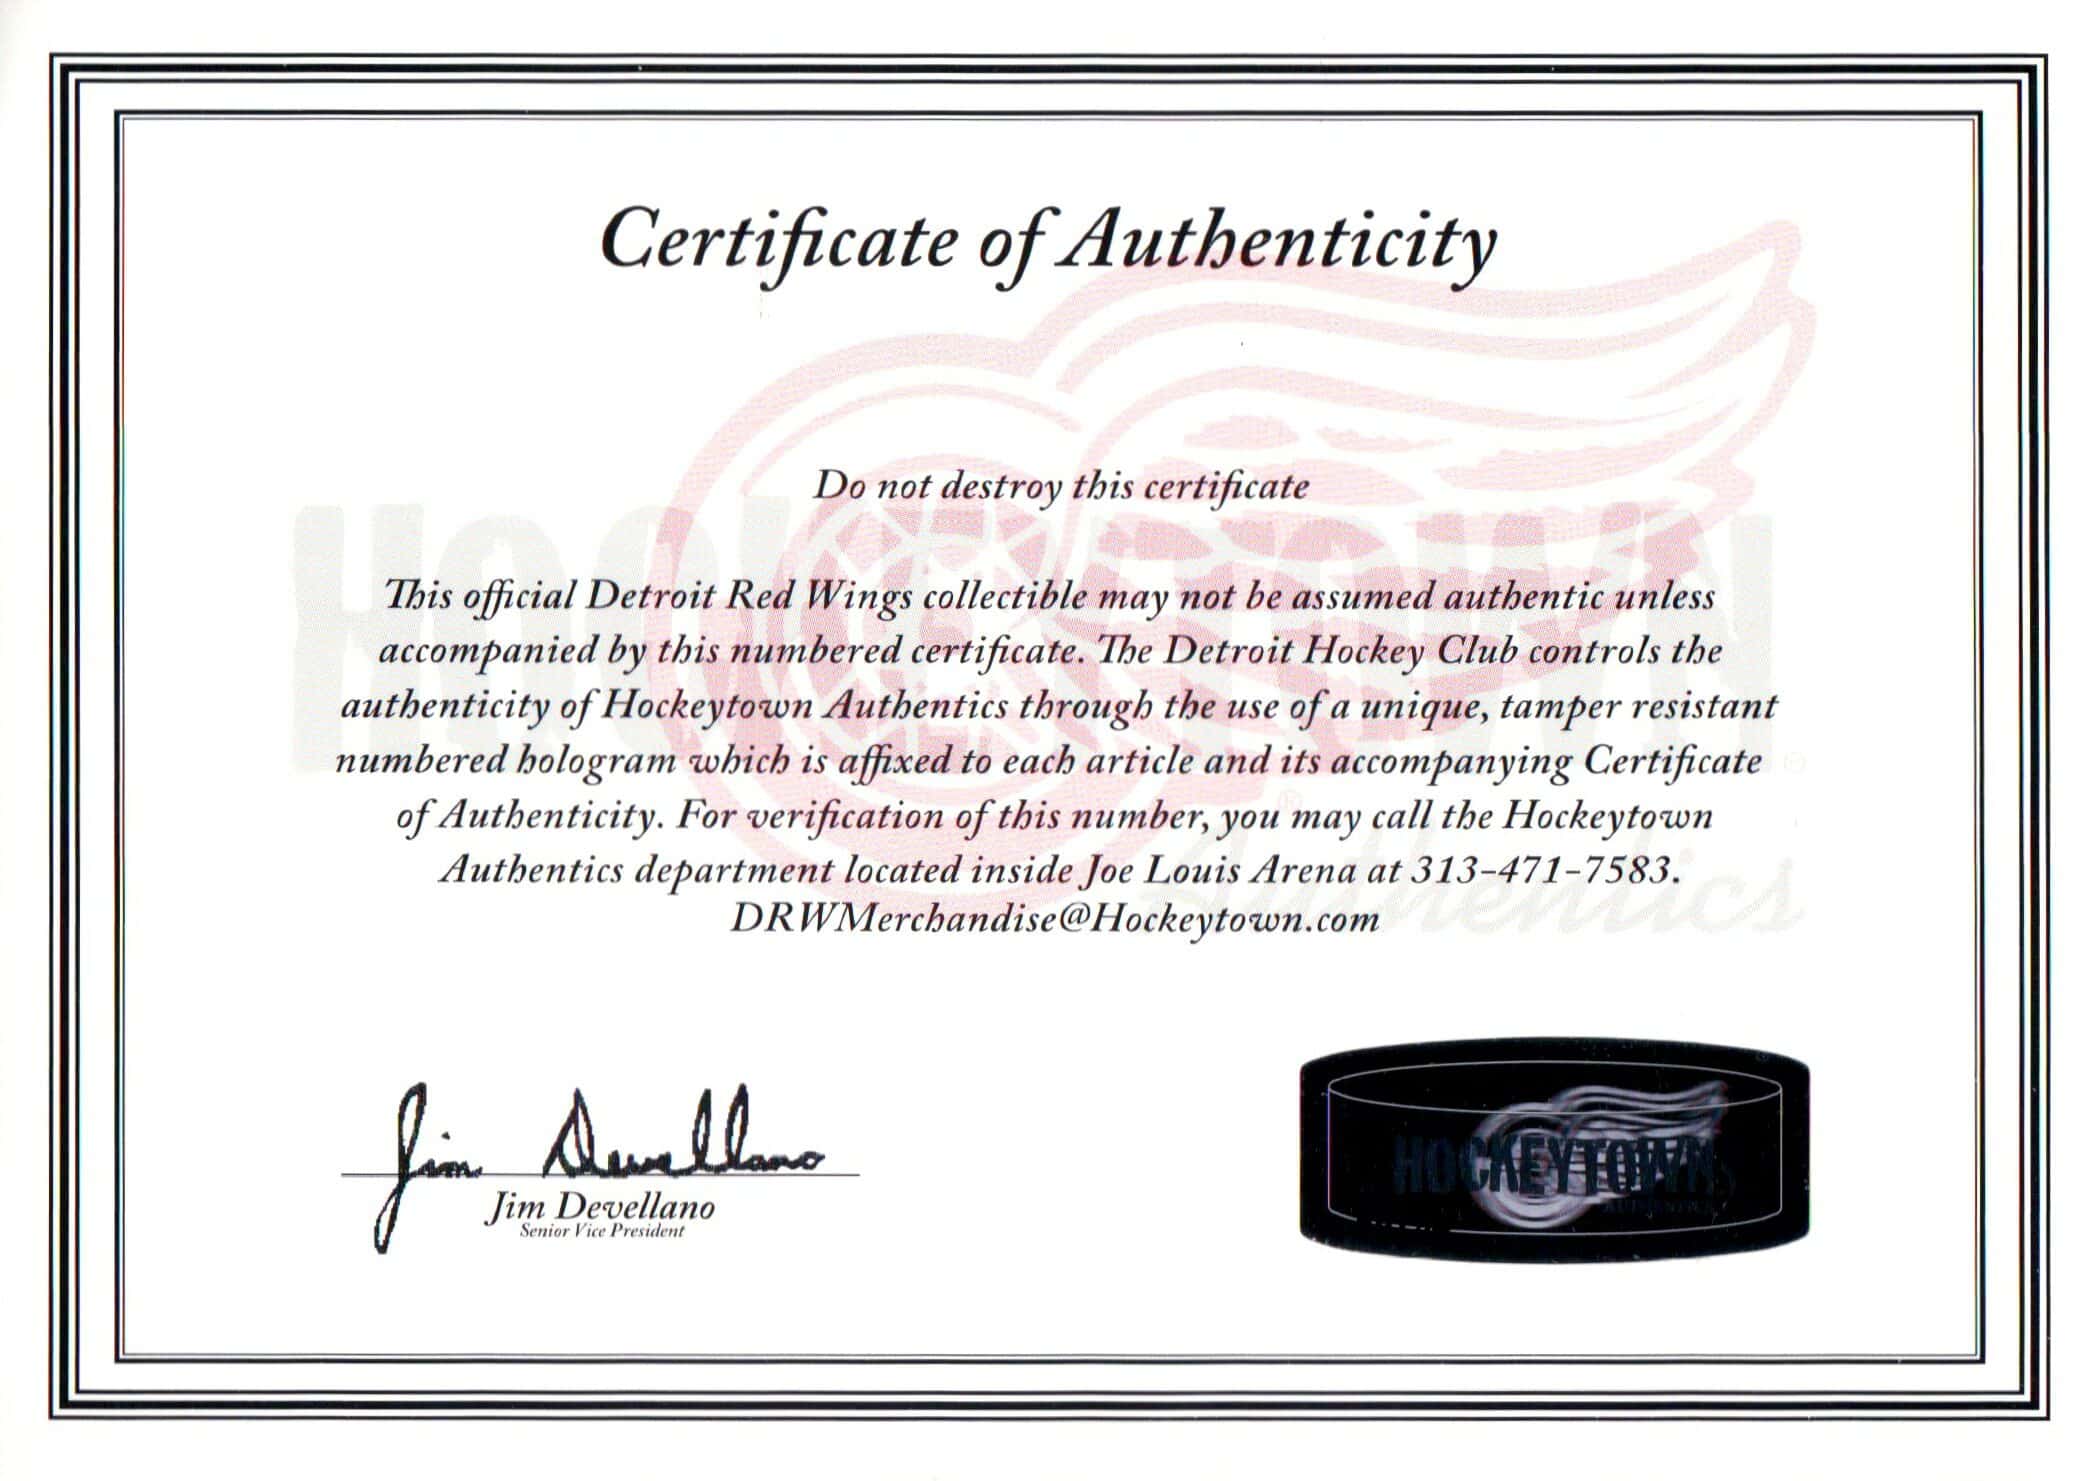 Certificate of Authenticity
Do not destroy this certificate
This official Detroit Red Wings collectible may not be assumed authentic unless
accompanied by this numbered certificate. The Detroit Hockey Club controls the
authenticity of Hockeytown Authentics through the use of a unique, tamper resistant
numbered hologram which is affixed to each article and its accompanying Certificate
of Authenticity. For verification of this number, you may call the Hockeytown
Authentics department located inside Joe Louis Arena at 313-471-7583.
DRWMerchandise@Hockeytown.com
HOCKEYTOWN
Authentics
Jim Devellano
Jim Devellano
Senior Vice President
HOCKEYTOWN
AUTHENTICS